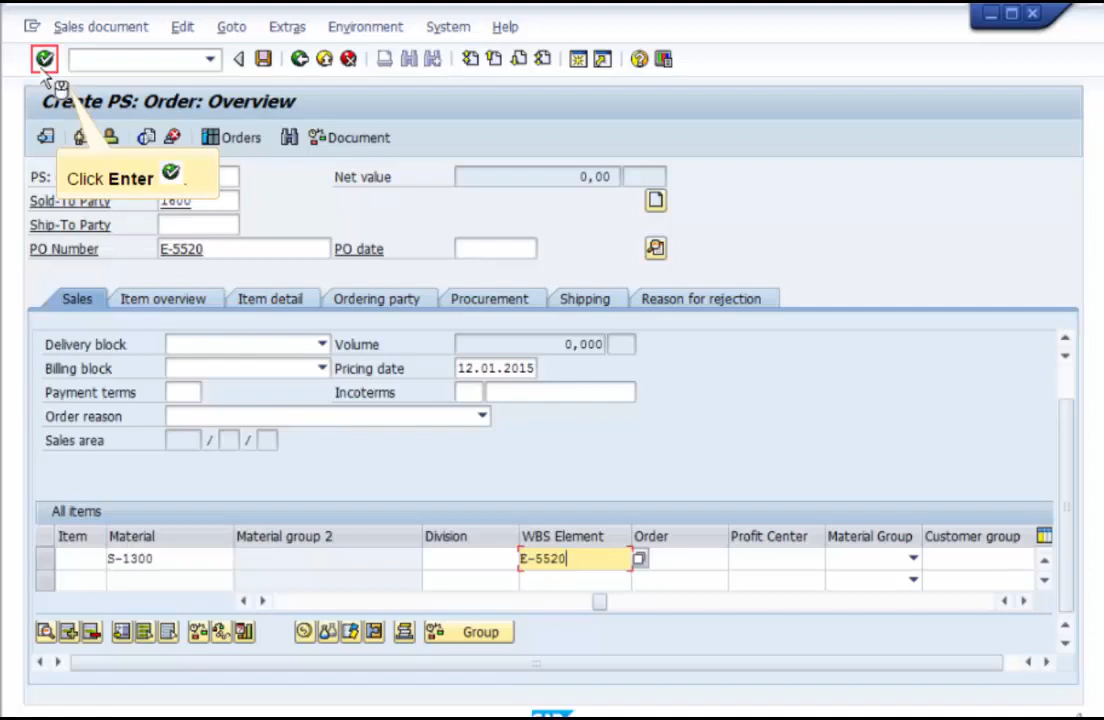 Sales document Edit Goto Extras Environment System Help
Create PS: Order: Overview
Orders Document
Click Enter .
PS: Net value 0,00
Sold-To Party 1600
Ship-To Party
PO Number E-5520 PO date
Sales Item overview Item detail Ordering party Procurement Shipping Reason for rejection
Delivery block Volume 0,000
Billing block Pricing date 12.01.2015
Payment terms Incoterms
Order reason
Sales area / /
All items
Item Material Material group 2 Division WBS Element Order Profit Center Material Group Customer group
S-1300 E-5520
Group